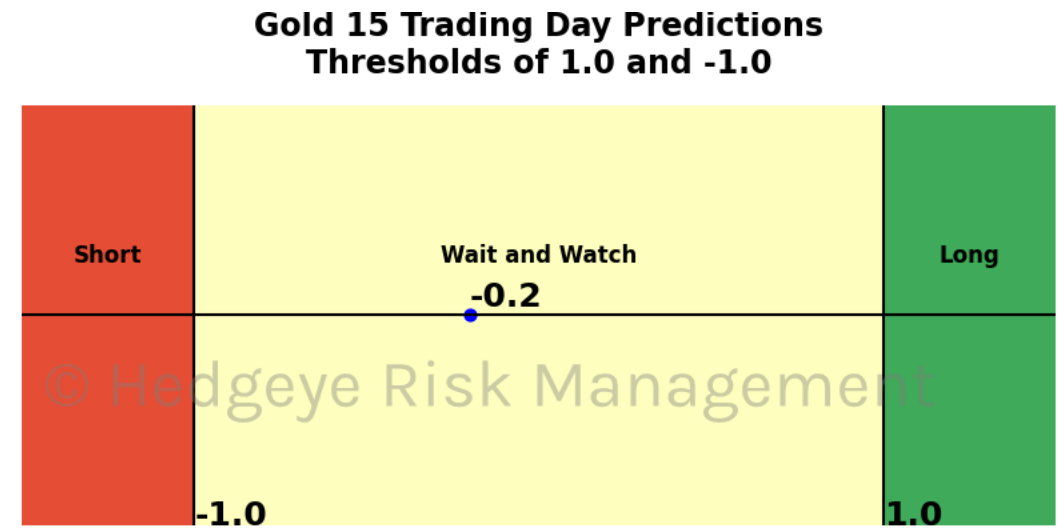 Gold 15 Trading Day Predictions
Thresholds of 1.0 and -1.0
Short
Wait and Watch
Long
-0.2
© Hedgeye Risk Management
-1.0
1.0